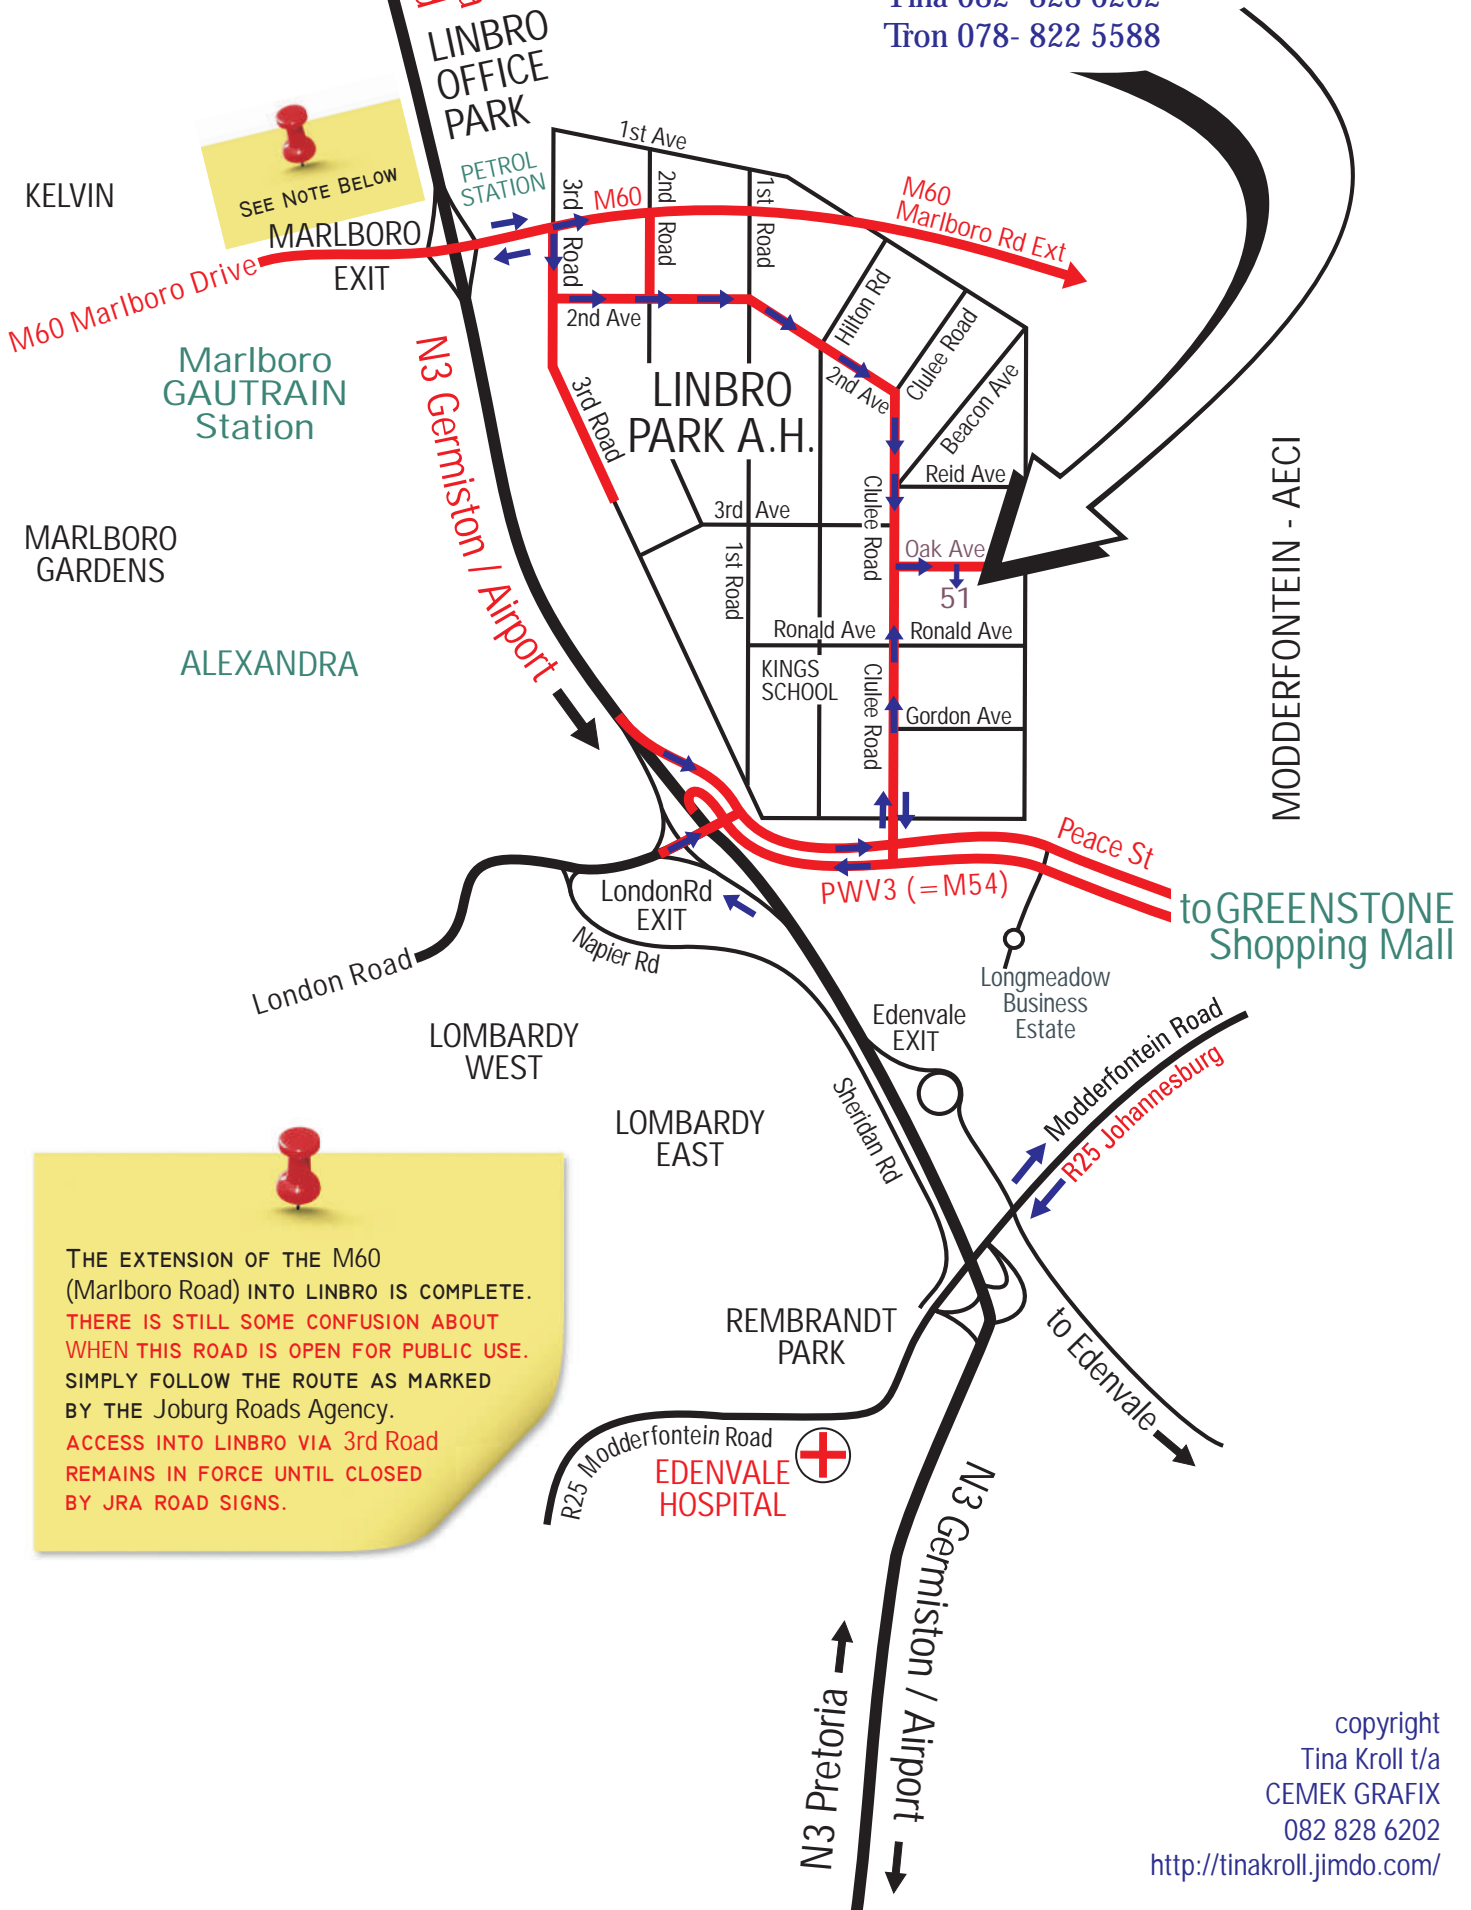 Tina 082- 828 6202
Tron 078- 822 5588
LINBRO
OFFICE
PARK
SEE NOTE BELOW
KELVIN
PETROL
STATION
MARLBORO
EXIT
M60 Marlboro Drive
1st Ave
3rd Road
M60
2nd Road
1st Road
M60
Marlboro Rd Ext
2nd Ave
Hilton Rd
Clulee Road
Beacon Ave
2nd Ave
Reid Ave
Marlboro
GAUTRAIN
Station
N3 Germiston / Airport
3rd Road
LINBRO
PARK A.H.
3rd Ave
Clulee Road
Oak Ave
51
1st Road
MARLBORO
GARDENS
MODDERFONTEIN - AECI
ALEXANDRA
Ronald Ave
Ronald Ave
KINGS
SCHOOL
Clulee Road
Gordon Ave
Peace St
PWV3 (=M54)
to GREENSTONE
Shopping Mall
LondonRd
EXIT
Napier Rd
London Road
Longmeadow
Business
Estate
Edenvale
EXIT
LOMBARDY
WEST
LOMBARDY
EAST
Sheridan Rd
Modderfontein Road
R25 Johannesburg
THE EXTENSION OF THE M60
(Marlboro Road) INTO LINBRO IS COMPLETE.
THERE IS STILL SOME CONFUSION ABOUT
WHEN THIS ROAD IS OPEN FOR PUBLIC USE.
SIMPLY FOLLOW THE ROUTE AS MARKED
BY THE Joburg Roads Agency.
ACCESS INTO LINBRO VIA 3rd Road
REMAINS IN FORCE UNTIL CLOSED
BY JRA ROAD SIGNS.
REMBRANDT
PARK
to Edenvale
R25 Modderfontein Road
EDENVALE
HOSPITAL
N3 Germiston / Airport
N3 Pretoria
copyright
Tina Kroll t/a
CEMEK GRAFIX
082 828 6202
http://tinakroll.jimdo.com/